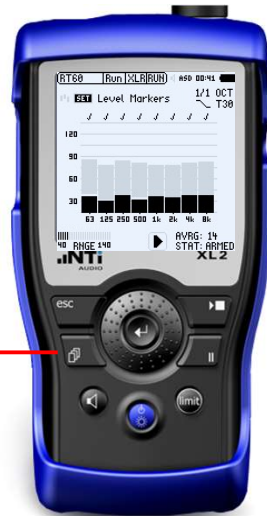 RT60 Run XLR RUN ASD 00:41
SET Level Markers 1/1 OCT
T30
120
90
60
30
63 125 250 500 1k 2k 4k 8k
40 RNGE 140
AVRG: 14
STAT: ARMED
NTi
AUDIO
XL2
esc
limit